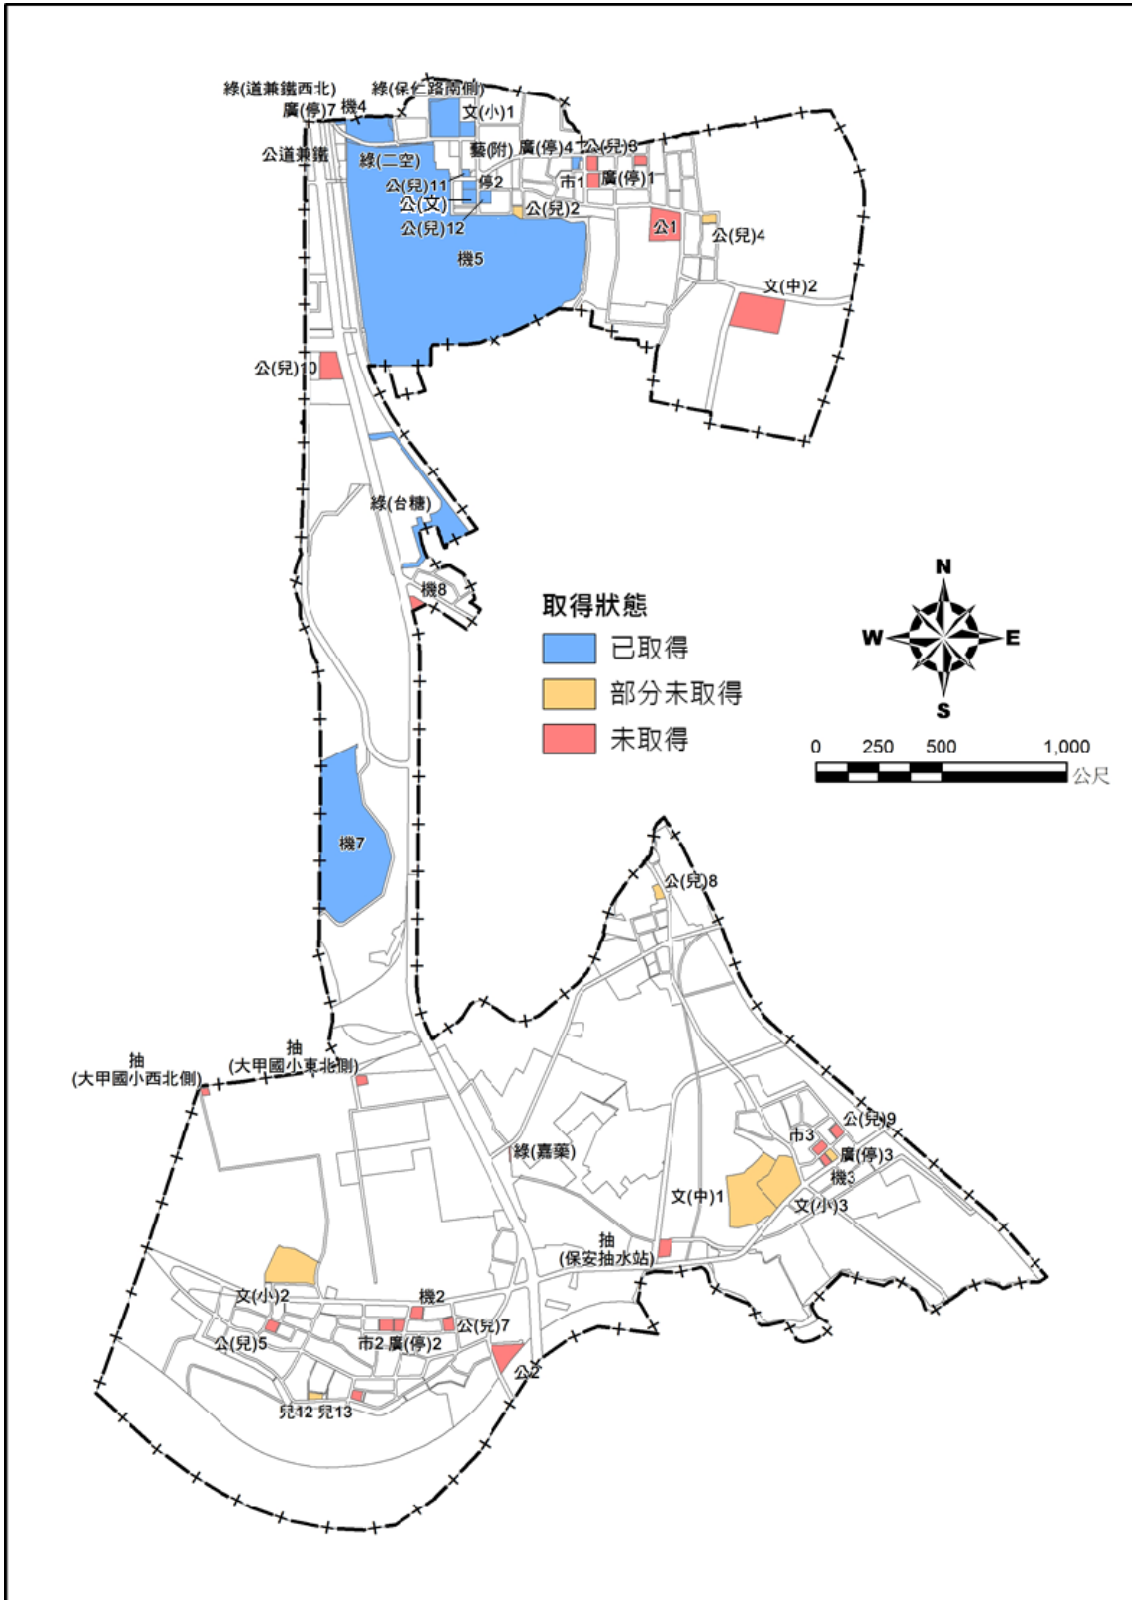 綠(道兼鐵西北)
綠(保仁路南側)
廣(停)7
機4
文(小)1
公道兼鐵
綠(二空)
藝(附)
廣(停)4
公(兒)3
公(兒)11
停2
市1
廣(停)1
公(文)
公(兒)2
公(兒)12
公1
公(兒)4
機5
文(中)2
公(兒)10
綠(台糖)
機8
取得狀態
已取得
部分未取得
未取得
N
W
E
S
0 250 500 1,000
公尺
機7
公(兒)8
抽
(大甲國小西北側)
抽
(大甲國小東北側)
公(兒)9
市3
綠(嘉藥)
廣(停)3
機3
文(中)1
文(小)3
抽
(保安抽水站)
文(小)2
機2
公(兒)5
市2
廣(停)2
公(兒)7
公2
兒12
兒13